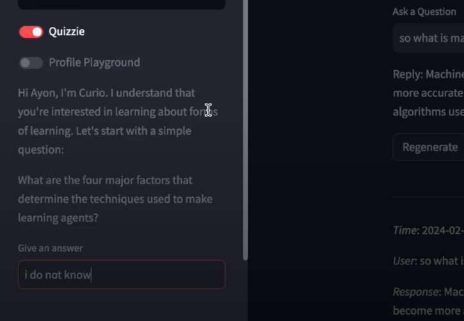 Quizzie
Profile Playground
Hi Ayon, I'm Curio. I understand that
you're interested in learning about forms
of learning. Let's start with a simple
question:
What are the four major factors that
determine the techniques used to make
learning agents?
Give an answer
i do not know
Ask a Question
so what is ma
Reply: Machine
more accurate
algorithms use
Regenerate
Time: 2024-02-
User: so what i
Response: Mac
become more